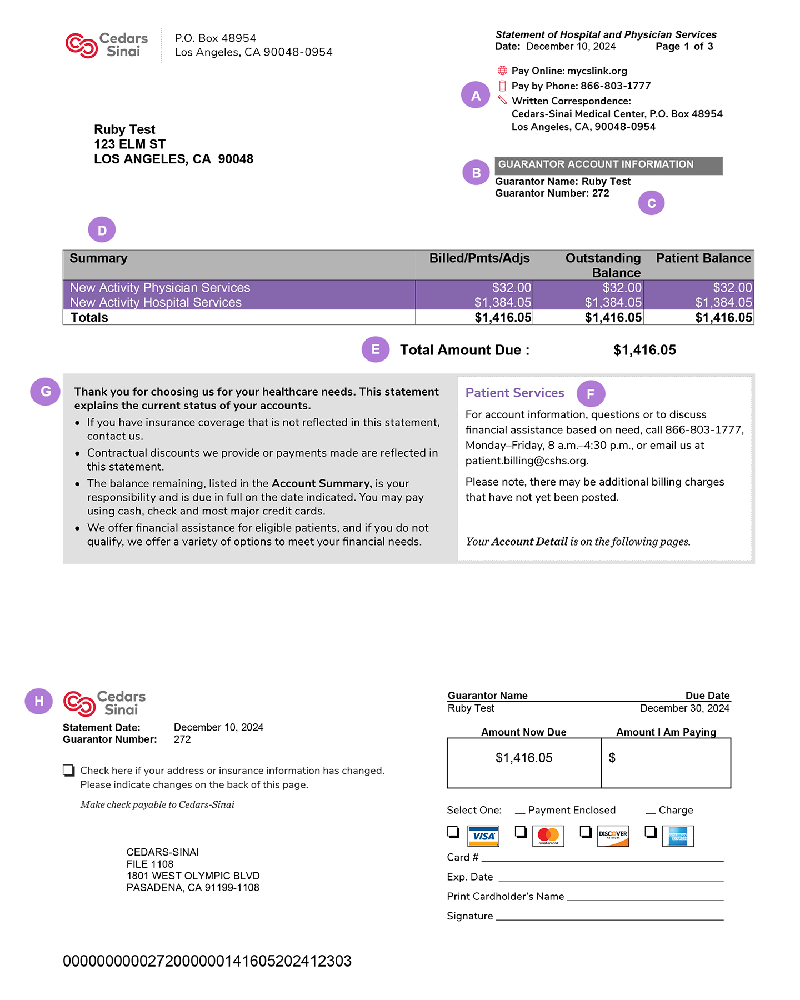 Cedars
Sinai
P.O. Box 48954
Los Angeles, CA 90048-0954
Statement of Hospital and Physician Services
Date: December 10, 2024 Page 1 of 3
Pay Online: mycslink.org
Pay by Phone: 866-803-1777
A
Written Correspondence:
Cedars-Sinai Medical Center, P.O. Box 48954
Los Angeles, CA, 90048-0954
Ruby Test
123 ELM ST
LOS ANGELES, CA 90048
B
GUARANTOR ACCOUNT INFORMATION
Guarantor Name: Ruby Test
Guarantor Number: 272
C
D
Summary Billed/Pmts/Adjs Outstanding Balance Patient Balance
New Activity Physician Services $32.00 $32.00 $32.00
New Activity Hospital Services $1,384.05 $1,384.05 $1,384.05
Totals $1,416.05 $1,416.05 $1,416.05
E
Total Amount Due : $1,416.05
G
Thank you for choosing us for your healthcare needs. This statement
explains the current status of your accounts.
• If you have insurance coverage that is not reflected in this statement,
contact us.
• Contractual discounts we provide or payments made are reflected in
this statement.
• The balance remaining, listed in the Account Summary, is your
responsibility and is due in full on the date indicated. You may pay
using cash, check and most major credit cards.
• We offer financial assistance for eligible patients, and if you do not
qualify, we offer a variety of options to meet your financial needs.
Patient Services
F
For account information, questions or to discuss
financial assistance based on need, call 866-803-1777,
Monday–Friday, 8 a.m.–4:30 p.m., or email us at
patient.billing@cshs.org.
Please note, there may be additional billing charges
that have not yet been posted.
Your Account Detail is on the following pages.
H
Cedars
Sinai
Statement Date: December 10, 2024
Guarantor Number: 272
Check here if your address or insurance information has changed.
Please indicate changes on the back of this page.
Make check payable to Cedars-Sinai
CEDARS-SINAI
FILE 1108
1801 WEST OLYMPIC BLVD
PASADENA, CA 91199-1108
Guarantor Name Due Date
Ruby Test December 30, 2024
Amount Now Due Amount I Am Paying
$1,416.05 $
Select One: __ Payment Enclosed __ Charge
VISA mastercard. DISCOVER NETWORK AMERICAN EXPRESS
Card #
Exp. Date
Print Cardholder’s Name
Signature
0000000000272000000141605202412303